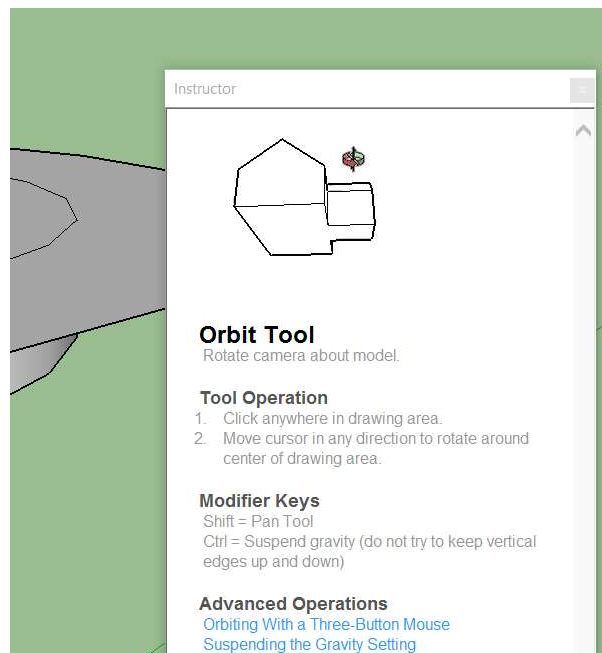 Instructor
Orbit Tool
Rotate camera about model.
Tool Operation
1. Click anywhere in drawing area.
2. Move cursor in any direction to rotate around
center of drawing area.
Modifier Keys
Shift = Pan Tool
Ctrl = Suspend gravity (do not try to keep vertical
edges up and down)
Advanced Operations
Orbiting With a Three-Button Mouse
Suspending the Gravity Setting